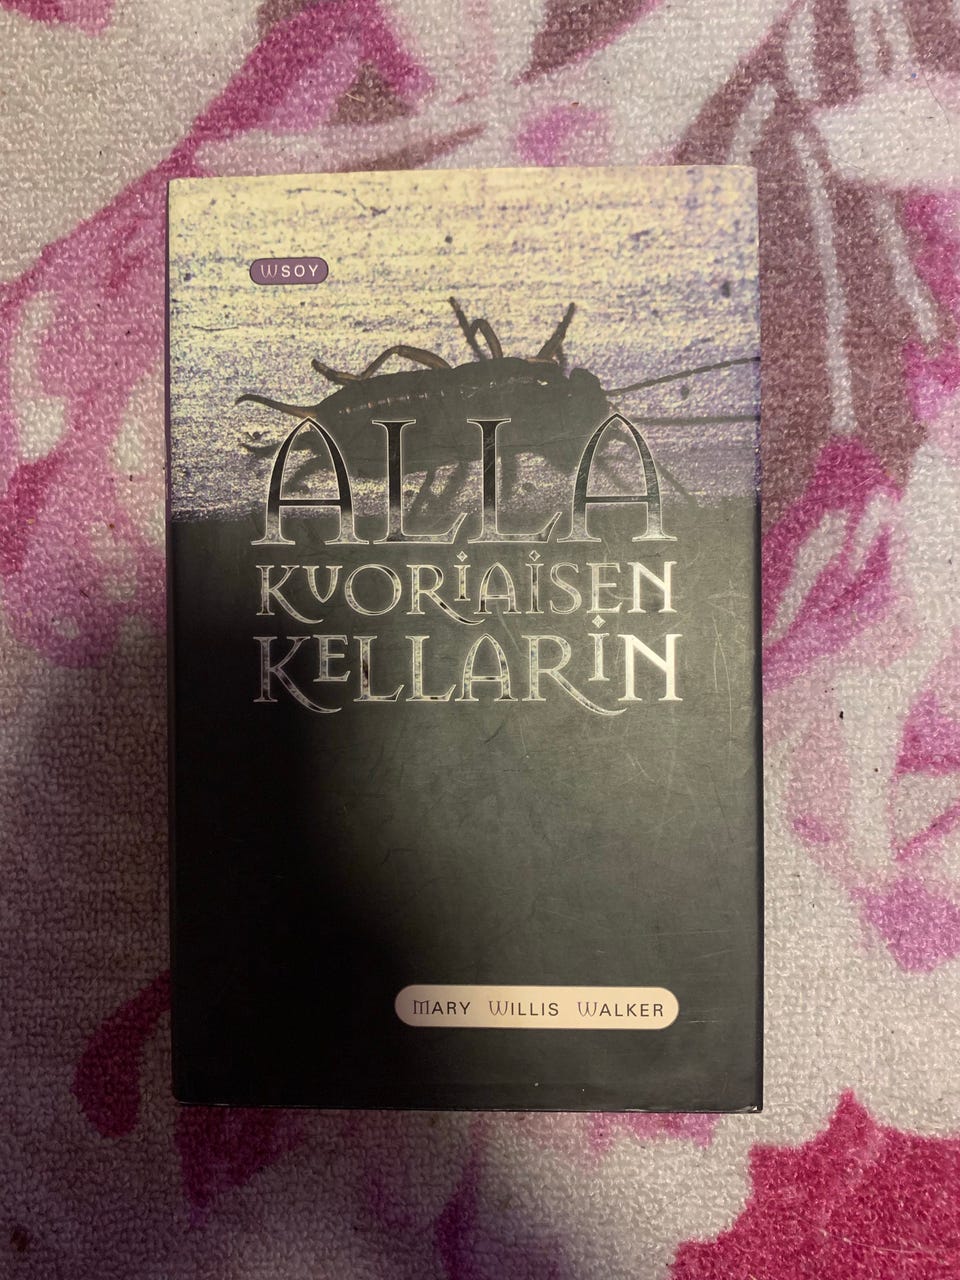 WSOY
ALLA
KUORIAISEN
KELLARIN
MARY WILLIS WALKER